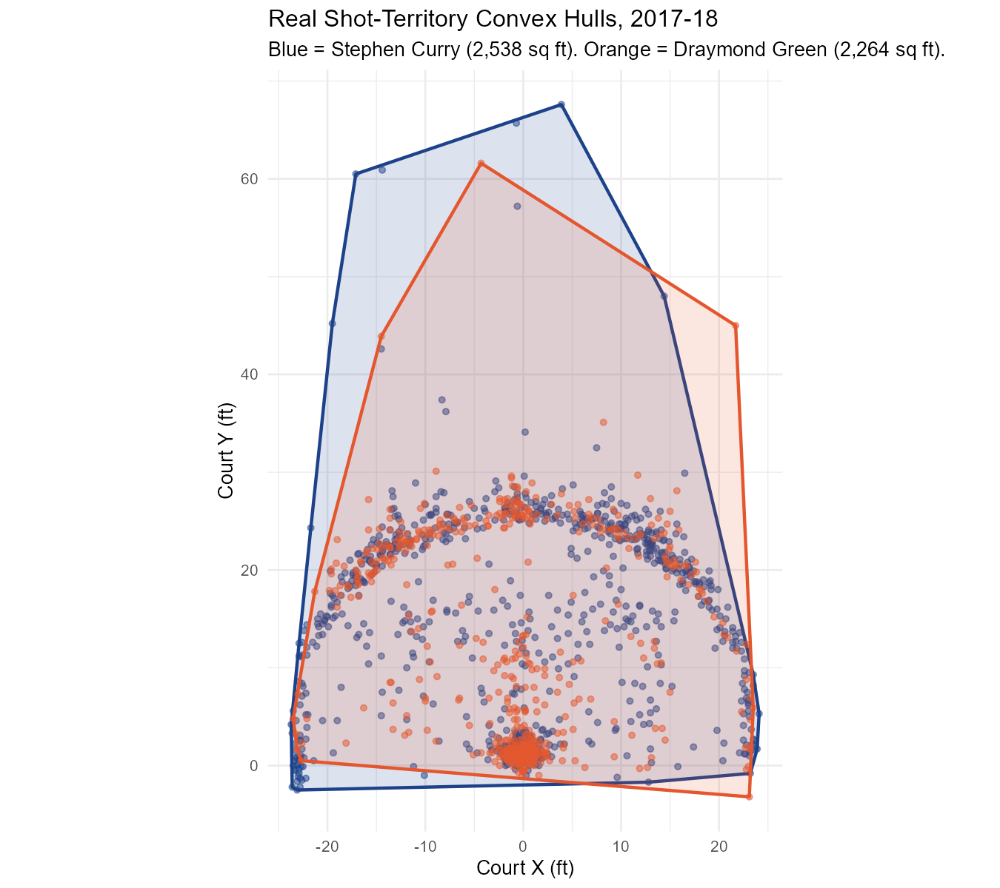 Real Shot-Territory Convex Hulls, 2017-18
Blue = Stephen Curry (2,538 sq ft). Orange = Draymond Green (2,264 sq ft).
60
40
20
0
Court Y (ft)
-20
-10
0
10
20
Court X (ft)